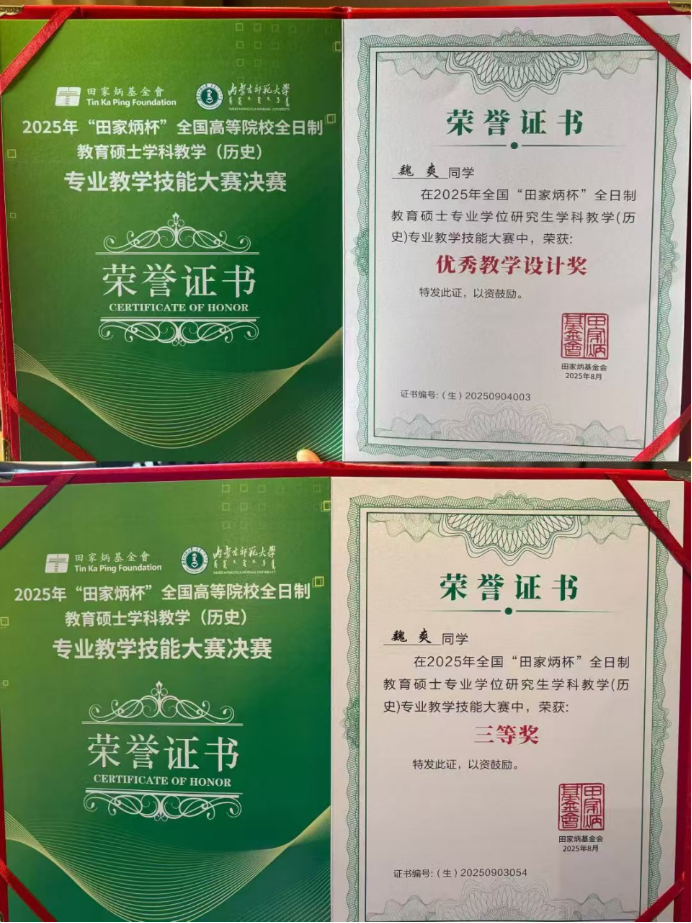 田家炳基金會
Tin Ka Ping Foundation
内蒙古师范大学
2025年“田家炳杯”全国高等院校全日制
教育硕士学科教学（历史）
专业教学技能大赛决赛
荣誉证书
CERTIFICATE OF HONOR
荣誉证书
魏爽 同学
在2025年全国“田家炳杯”全日制
教育硕士专业学位研究生学科教学(历
史)专业教学技能大赛中，荣获:
优秀教学设计奖
特发此证，以资鼓励。
田家炳
基金會
田家炳基金会
2025年8月
证书编号:（生）20250904003
田家炳基金會
Tin Ka Ping Foundation
内蒙古师范大学
2025年“田家炳杯”全国高等院校全日制
教育硕士学科教学（历史）
专业教学技能大赛决赛
荣誉证书
CERTIFICATE OF HONOR
荣誉证书
魏爽 同学
在2025年全国“田家炳杯”全日制
教育硕士专业学位研究生学科教学(历
史)专业教学技能大赛中，荣获:
三等奖
特发此证，以资鼓励。
田家炳
基金會
田家炳基金会
2025年8月
证书编号:（生）20250903054